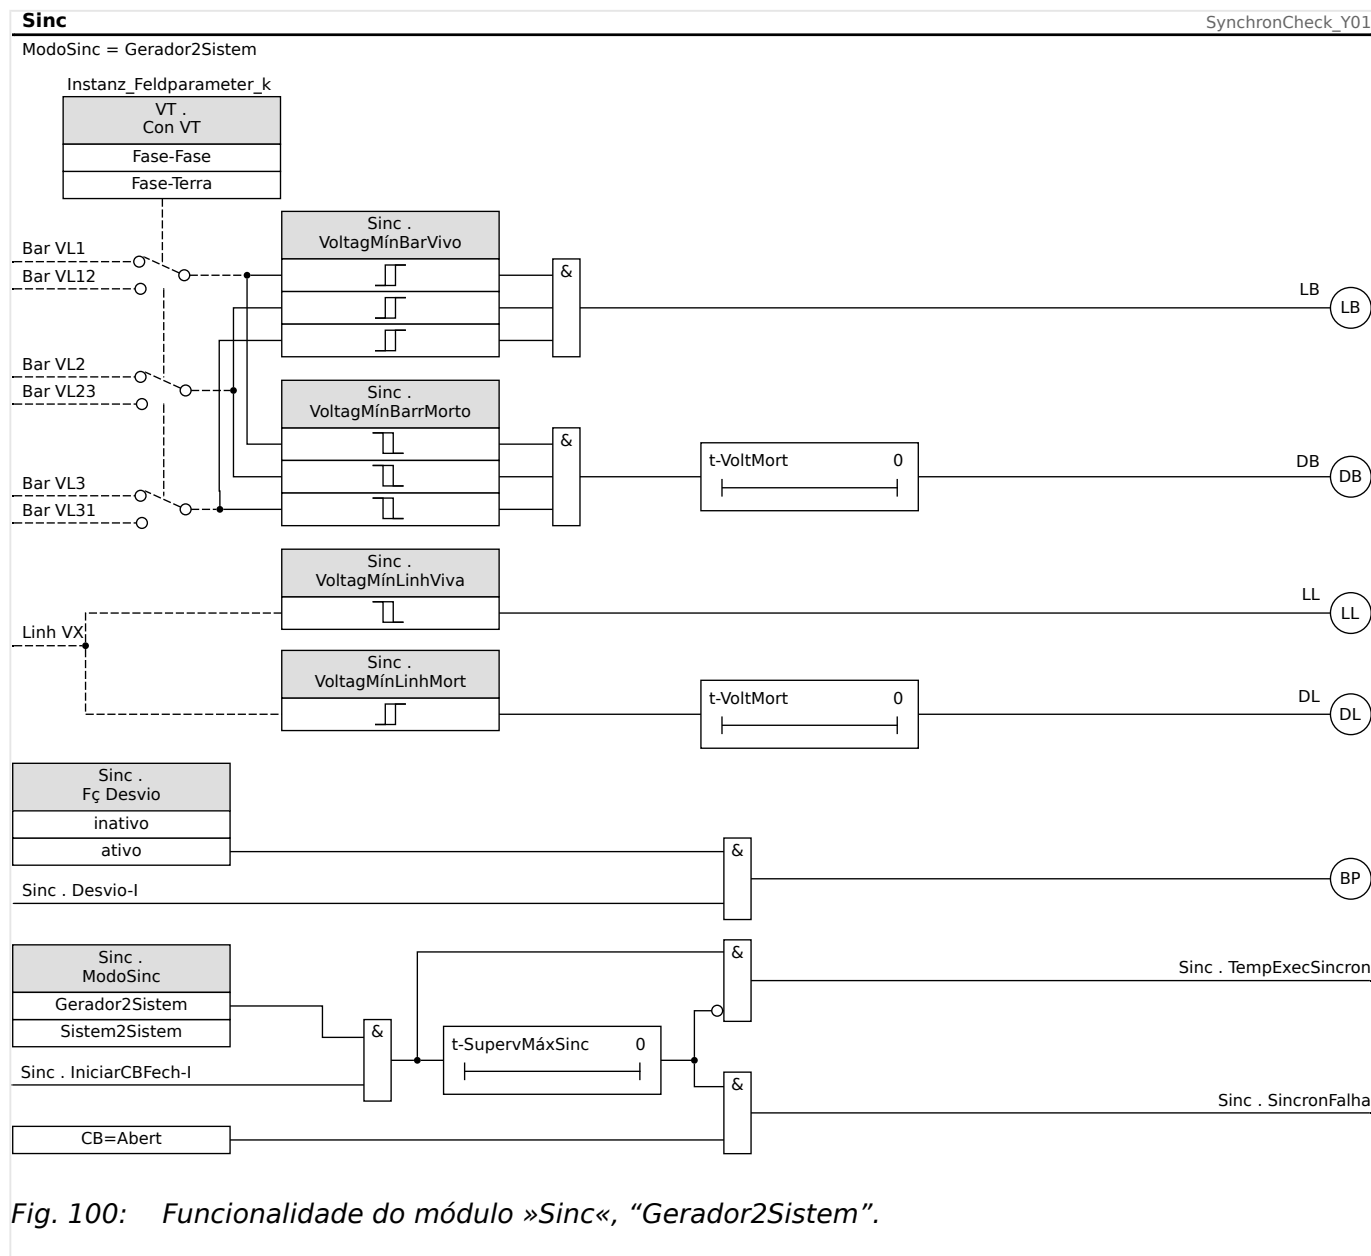 Sinc
SynchronCheck_Y01
ModoSinc = Gerador2Sistem
Instanz_Feldparameter_k
VT .
Con VT
Fase-Fase
Fase-Terra
Bar VL1
Bar VL12
Bar VL2
Bar VL23
Bar VL3
Bar VL31
Sinc .
VoltagMínBarVivo
&
LB
LB
Sinc .
VoltagMínBarrMorto
&
t-VoltMort 0
DB
DB
Sinc .
VoltagMínLinhViva
LL
LL
Linh VX
Sinc .
VoltagMínLinhMort
t-VoltMort 0
DL
DL
Sinc .
Fç Desvio
inativo
ativo
Sinc . Desvio-I
&
BP
Sinc .
ModoSinc
Gerador2Sistem
Sistem2Sistem
Sinc . IniciarCBFech-I
&
t-SupervMáxSinc 0
&
Sinc . TempExecSincron
&
Sinc . SincronFalha
CB=Abert
Fig. 100: Funcionalidade do módulo »Sinc«, “Gerador2Sistem”.